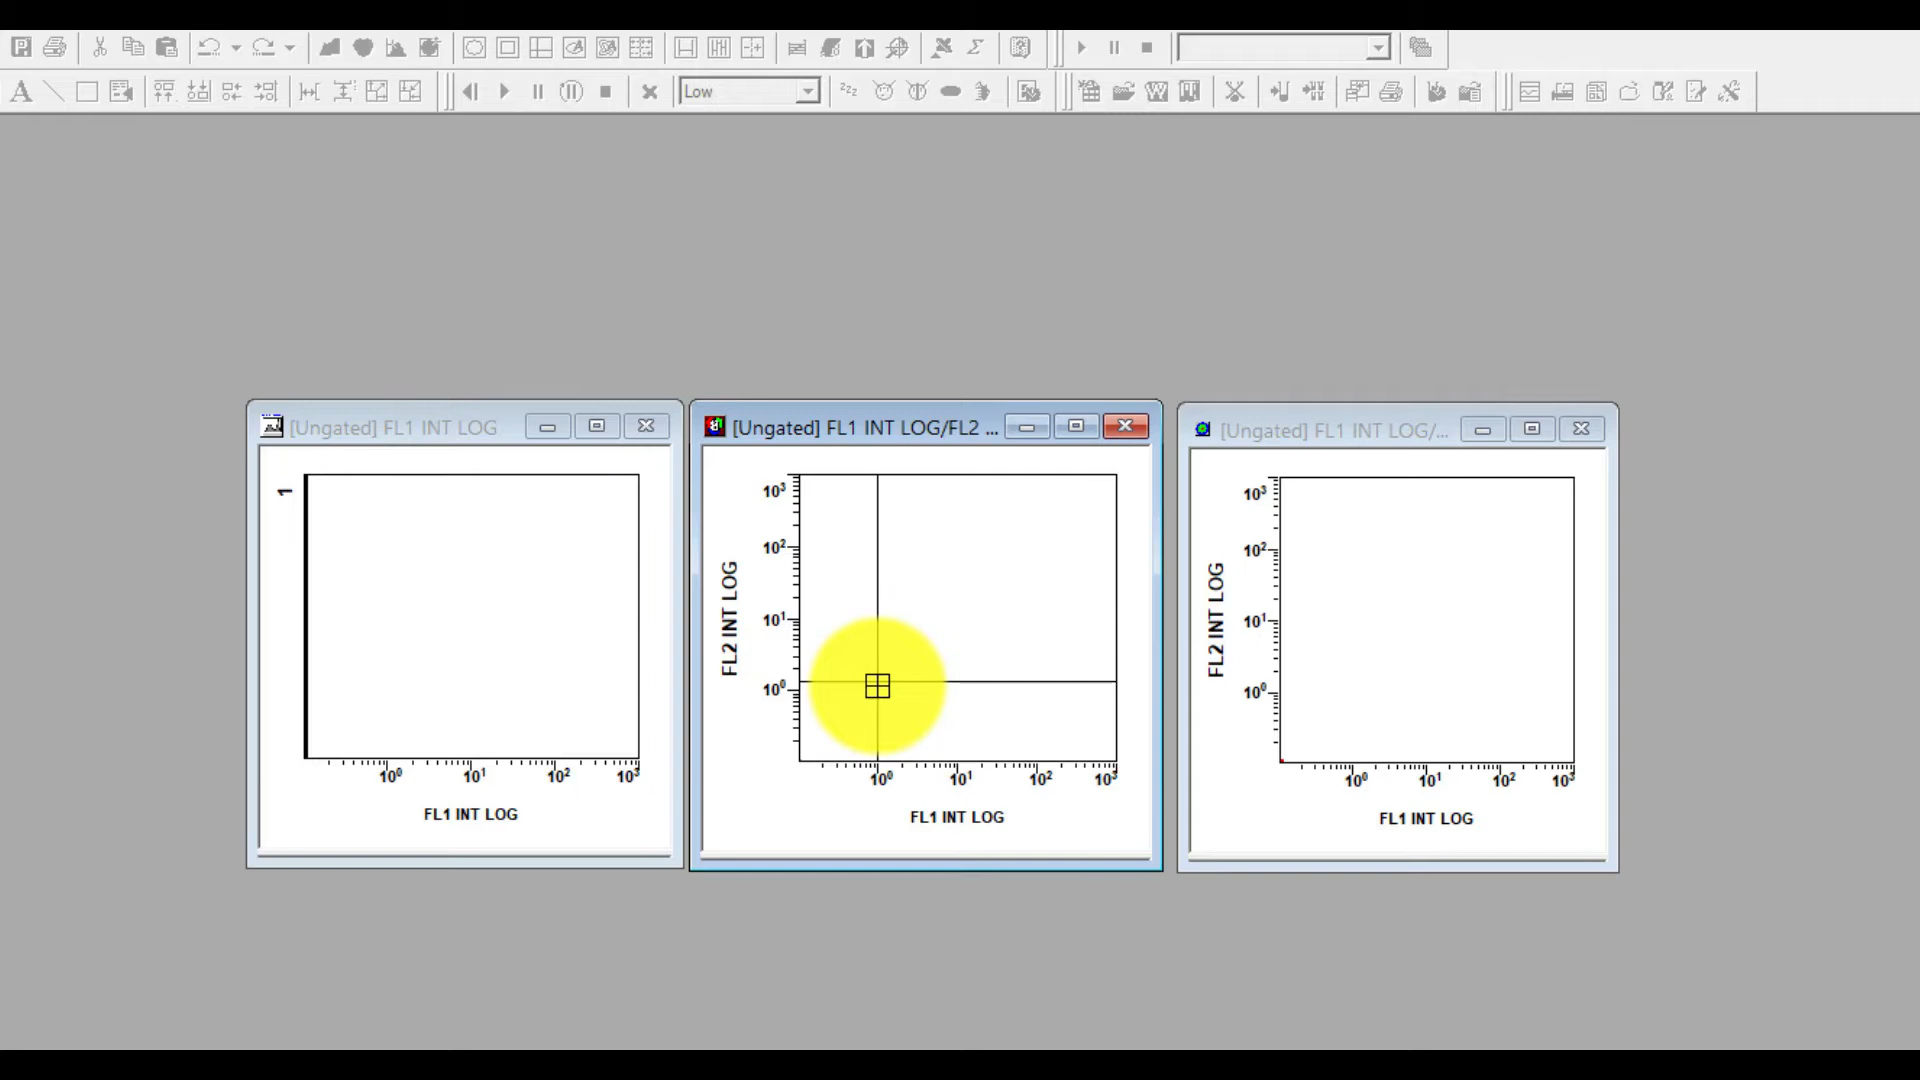 Low
zzz
[Ungated] FL1 INT LOG
1
10⁰ 10¹ 10² 10³
FL1 INT LOG
[Ungated] FL1 INT LOG/FL2 ...
10³
10²
10¹
10⁰
FL2 INT LOG
10⁰ 10¹ 10² 10³
FL1 INT LOG
[Ungated] FL1 INT LOG/...
10³
10²
10¹
10⁰
FL2 INT LOG
10⁰ 10¹ 10² 10³
FL1 INT LOG